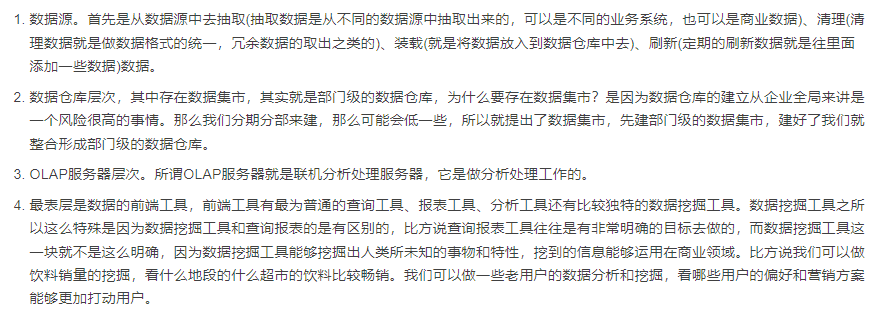 1. 数据源。首先是从数据源中去抽取(抽取数据是从不同的数据源中抽取出来的，可以是不同的业务系统，也可以是商业数据)、清理(清
理数据就是做数据格式的统一，冗余数据的取出之类的)、装载(就是将数据放入到数据仓库中去)、刷新(定期的刷新数据就是往里面
添加一些数据)数据。
2. 数据仓库层次，其中存在数据集市，其实就是部门级的数据仓库，为什么要存在数据集市？是因为数据仓库的建立从企业全局来讲是
一个风险很高的事情。那么我们分期分部来建，那么可能会低一些，所以就提出了数据集市，先建部门级的数据集市，建好了我们就
整合形成部门级的数据仓库。
3. OLAP服务器层次。所谓OLAP服务器就是联机分析处理服务器，它是做分析处理工作的。
4. 最表层是数据的前端工具，前端工具有最为普通的查询工具、报表工具、分析工具还有比较独特的数据挖掘工具。数据挖掘工具之所
以这么特殊是因为数据挖掘工具和查询报表的是有区别的，比方说查询报表工具往往是有非常明确的目标去做的，而数据挖掘工具这
一块就不是这么明确，因为数据挖掘工具能够挖掘出人类所未知的事物和特性，挖到的信息能够运用在商业领域。比方说我们可以做
饮料销量的挖掘，看什么地段的什么超市的饮料比较畅销。我们可以做一些老用户的数据分析和挖掘，看哪些用户的偏好和营销方案
能够更加打动用户。